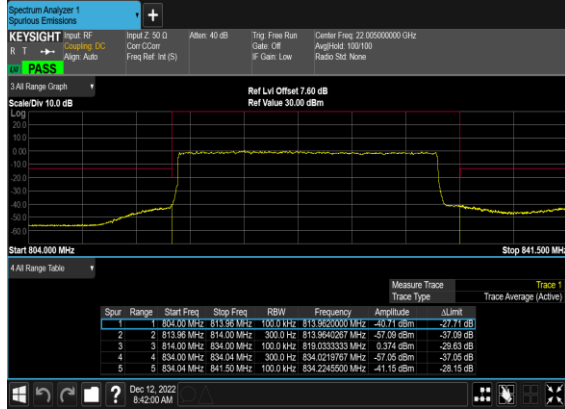 Spectrum Analyzer 1
Spurious Emissions
KEYSIGHT Input: RF Input Z: 50 Ω Atten: 40 dB Trig: Free Run Center Freq: 22.005000000 GHz
R T Coupling: DC Corr CCorr Gate: Off Avg|Hold: 100/100
Align: Auto Freq Ref: Int (S) IF Gain: Low Radio Std: None
PASS
3 All Range Graph
Ref Lvl Offset 7.60 dB
Scale/Div 10.0 dB Ref Value 30.00 dBm
Log
20.0
10.0
0.00
-10.0
-20.0
-30.0
-40.0
-50.0
-60.0
Start 804.000 MHz Stop 841.500 MHz
4 All Range Table
Measure Trace Trace 1
Trace Type Trace Average (Active)
Spur Range Start Freq Stop Freq RBW Frequency Amplitude ΔLimit
1 1 804.00 MHz 813.96 MHz 100.0 kHz 813.9620000 MHz -40.71 dBm -27.71 dB
2 2 813.96 MHz 814.00 MHz 300.0 Hz 813.9640267 MHz -57.09 dBm -37.09 dB
3 3 814.00 MHz 834.00 MHz 100.0 kHz 819.0333333 MHz 0.374 dBm -29.63 dB
4 4 834.00 MHz 834.04 MHz 300.0 Hz 834.0219767 MHz -57.05 dBm -37.05 dB
5 5 834.04 MHz 841.50 MHz 100.0 kHz 834.2245500 MHz -41.15 dBm -28.15 dB
Dec 12, 2022
8:42:00 AM